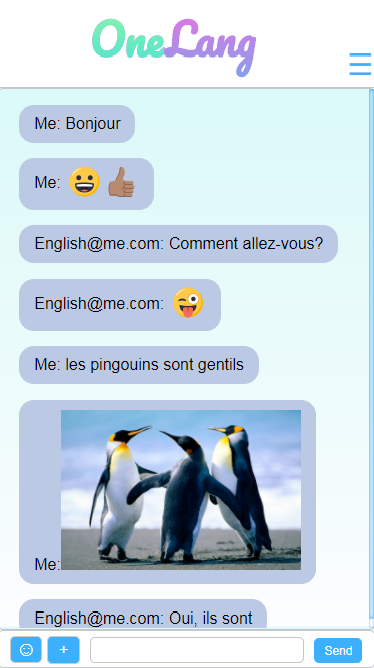 OneLang
Me: Bonjour
Me: 😀👍🏽
English@me.com: Comment allez-vous?
English@me.com: 😜
Me: les pingouins sont gentils
Me:
English@me.com: Oui, ils sont
+
Send